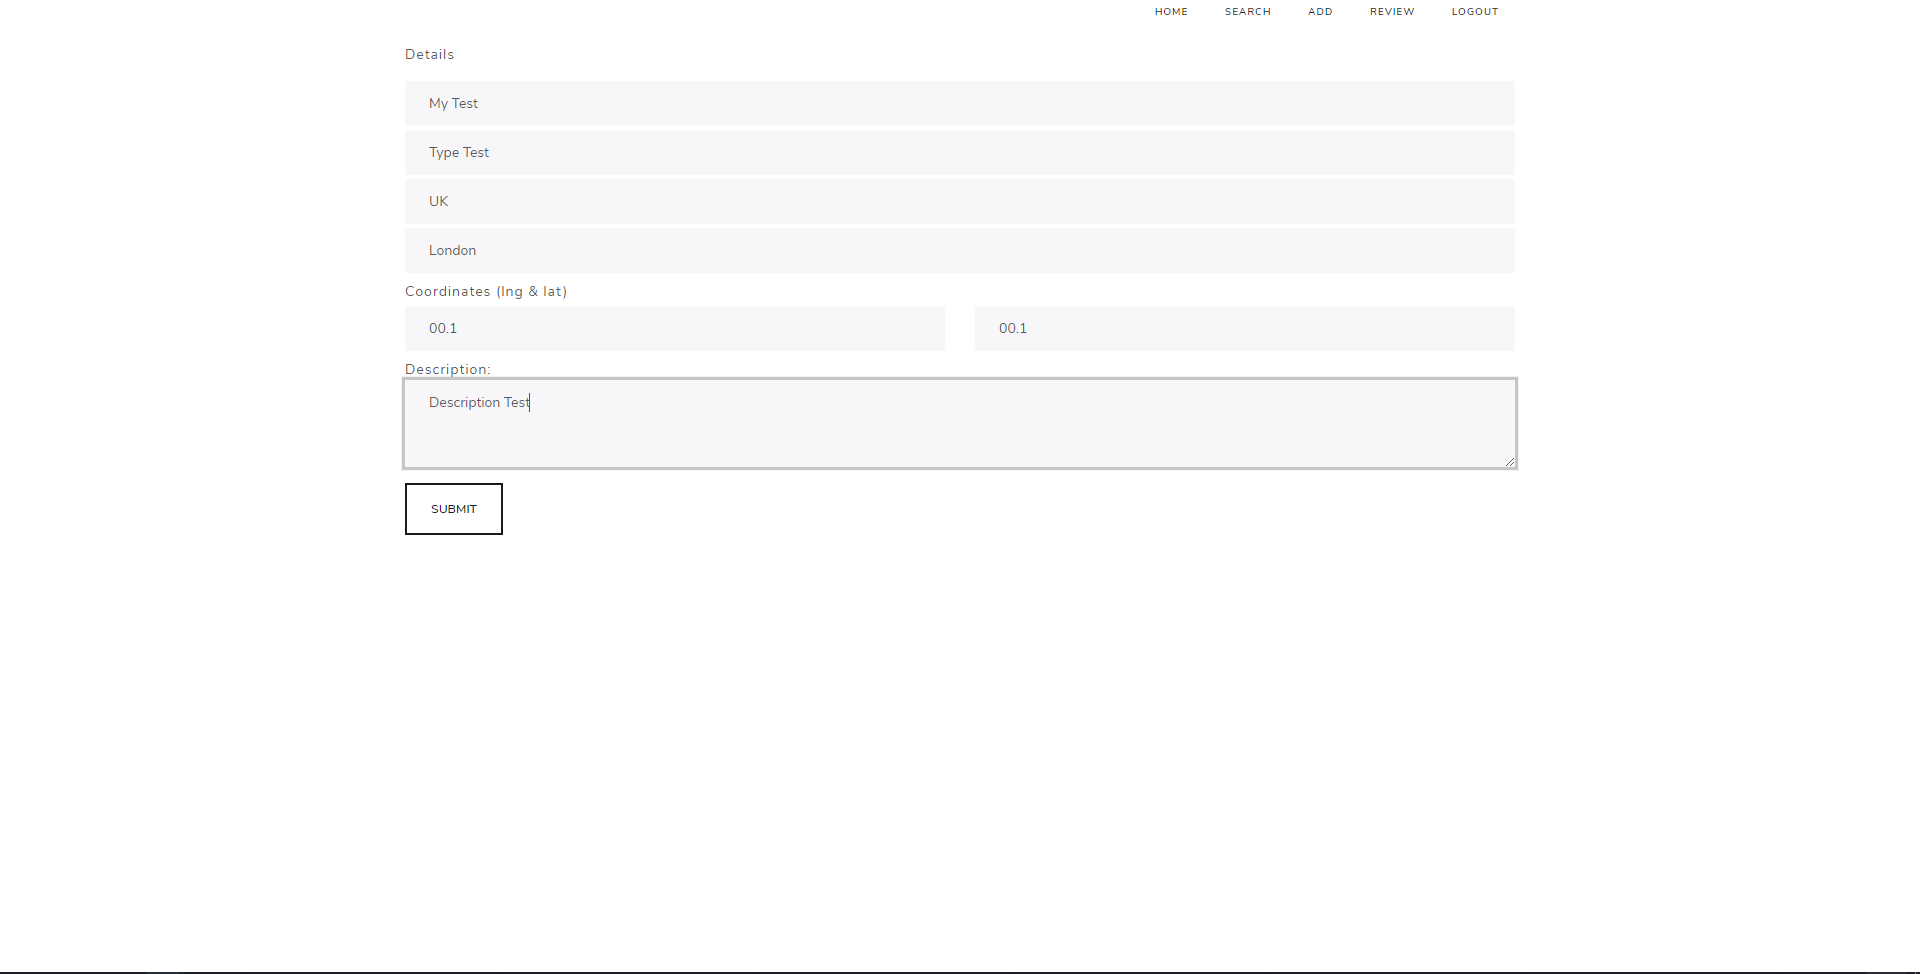 HOME SEARCH ADD REVIEW LOGOUT
Details
My Test
Type Test
UK
London
Coordinates (lng & lat)
00.1 00.1
Description:
Description Test
SUBMIT